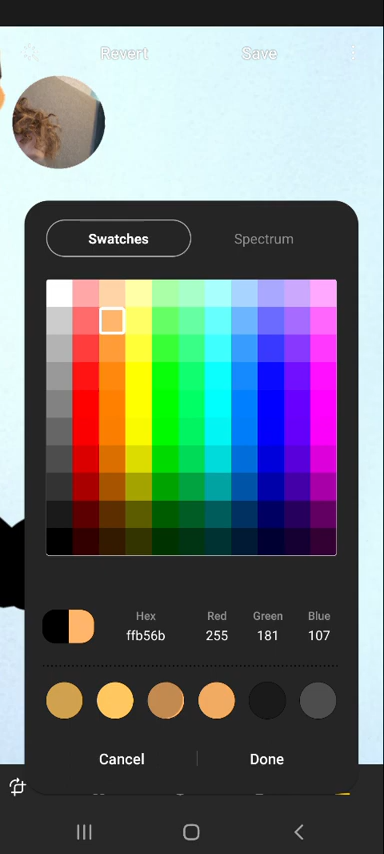 Revert Save
Swatches Spectrum
Hex Red Green Blue
ffb56b 255 181 107
Cancel Done